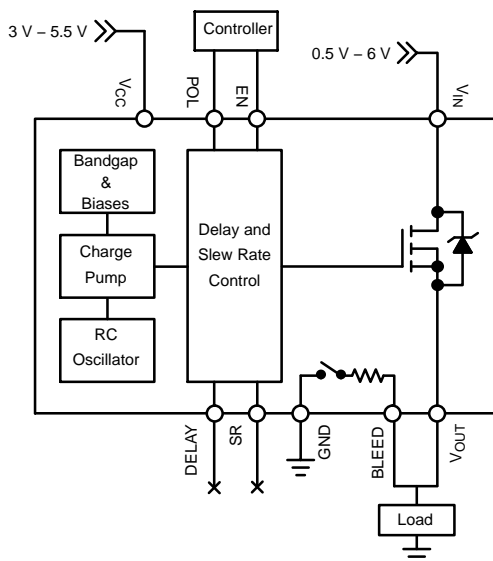 3 V – 5.5 V
Controller
0.5 V – 6 V
VCC
POL
EN
VIN
Bandgap
&
Biases
Charge
Pump
RC
Oscillator
Delay and
Slew Rate
Control
DELAY
SR
GND
BLEED
VOUT
Load